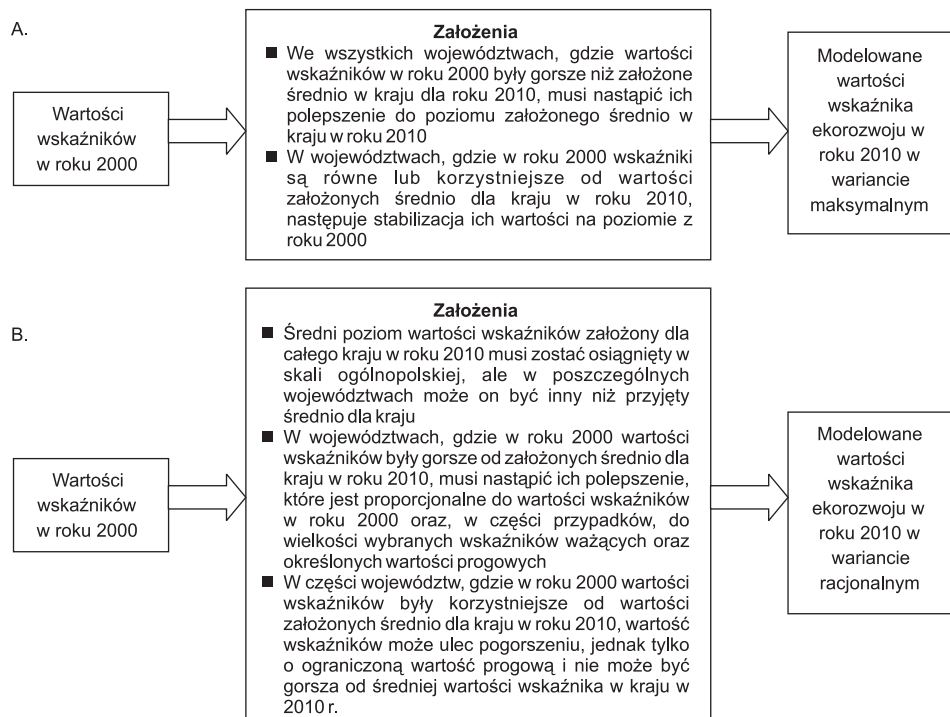 A.
Wartości
wskaźników
w roku 2000
Założenia
■ We wszystkich województwach, gdzie wartości
wskaźników w roku 2000 były gorsze niż założone
średnio w kraju dla roku 2010, musi nastąpić ich
polepszenie do poziomu założonego średnio w
kraju w roku 2010
■ W województwach, gdzie w roku 2000 wskaźniki
są równe lub korzystniejsze od wartości
założonych średnio dla kraju w roku 2010,
następuje stabilizacja ich wartości na poziomie z
roku 2000
Modelowane
wartości
wskaźnika
ekorozwoju w
roku 2010 w
wariancie
maksymalnym
B.
Wartości
wskaźników
w roku 2000
Założenia
■ Średni poziom wartości wskaźników założony dla
całego kraju w roku 2010 musi zostać osiągnięty w
skali ogólnopolskiej, ale w poszczególnych
województwach może on być inny niż przyjęty
średnio dla kraju
■ W województwach, gdzie w roku 2000 wartości
wskaźników były gorsze od założonych średnio dla
kraju w roku 2010, musi nastąpić ich polepszenie,
które jest proporcjonalne do wartości wskaźników
w roku 2000 oraz, w części przypadków, do
wielkości wybranych wskaźników ważących oraz
określonych wartości progowych
■ W części województw, gdzie w roku 2000 wartości
wskaźników były korzystniejsze od wartości
założonych średnio dla kraju w roku 2010, wartość
wskaźników może ulec pogorszeniu, jednak tylko
o ograniczoną wartość progową i nie może być
gorsza od średniej wartości wskaźnika w kraju w
2010 r.
Modelowane
wartości
wskaźnika
ekorozwoju w
roku 2010 w
wariancie
racjonalnym